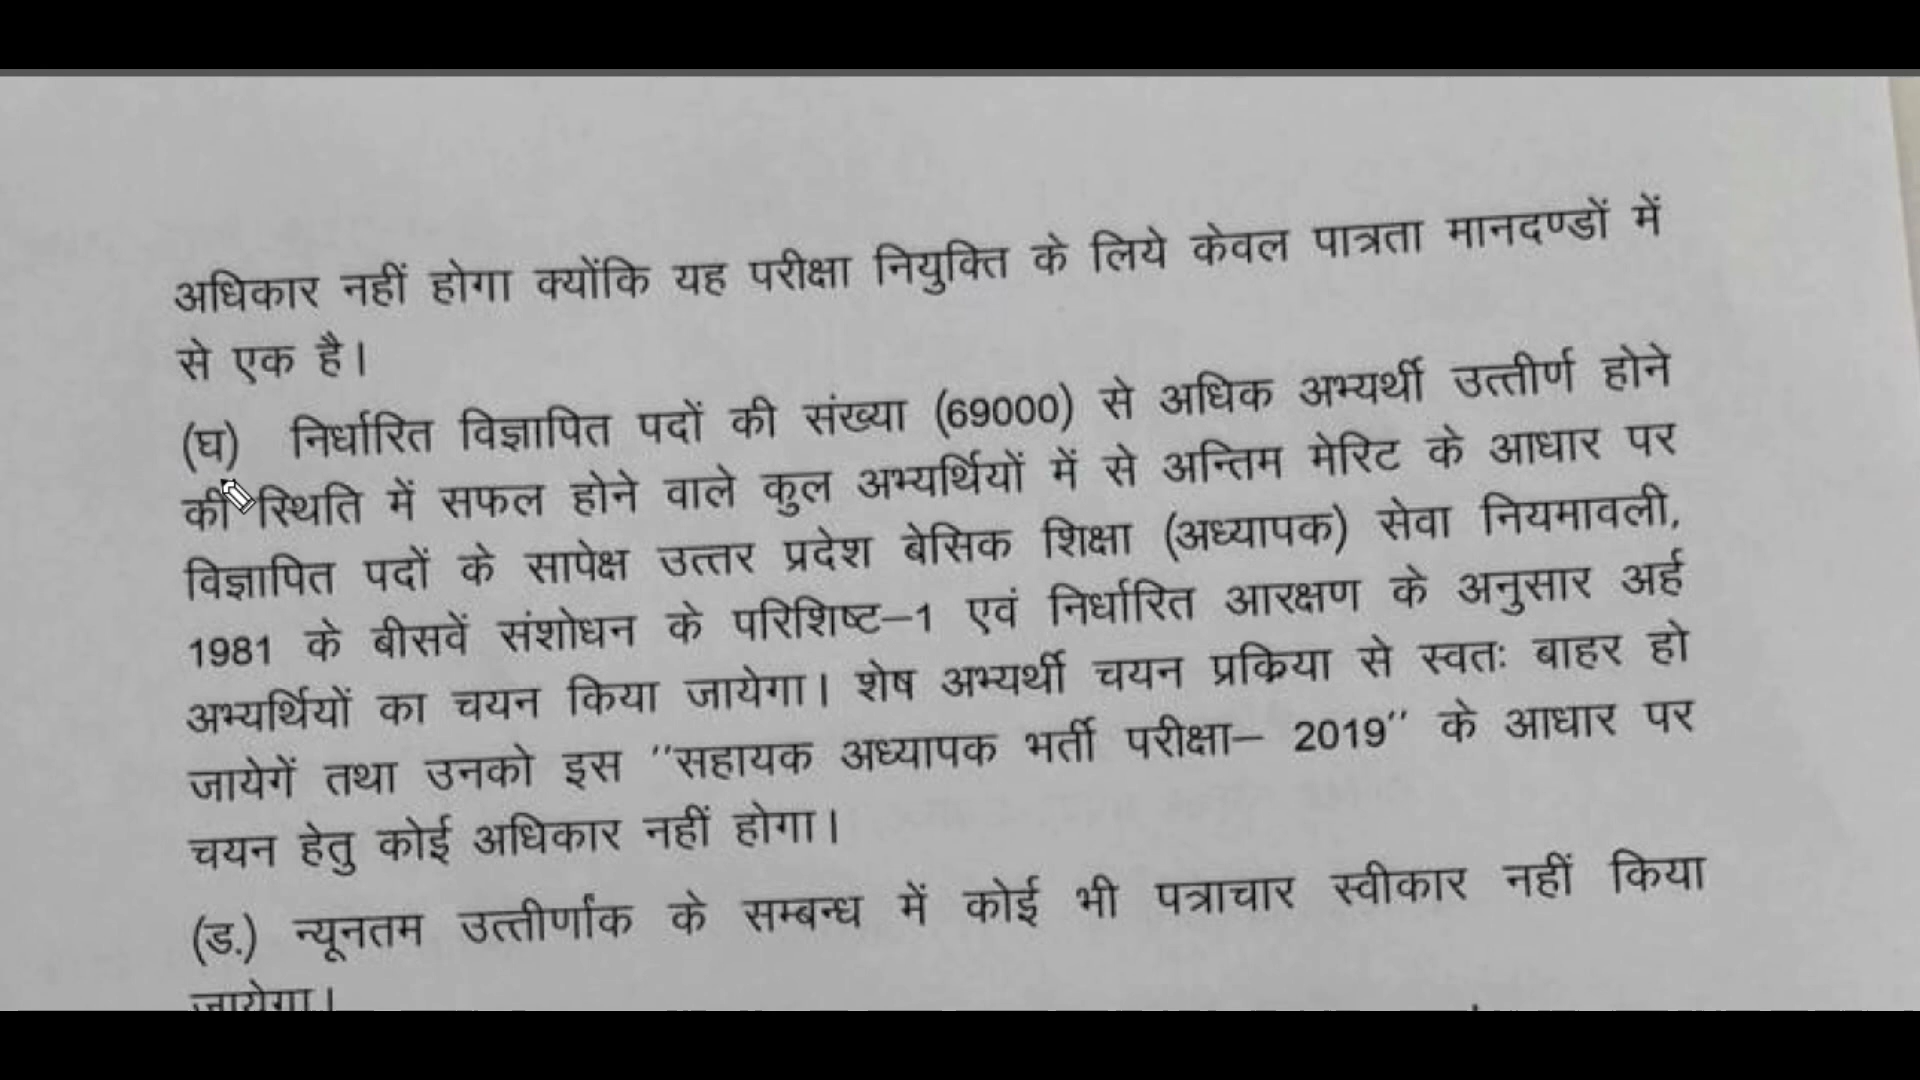 अधिकार नहीं होगा क्योंकि यह परीक्षा नियुक्ति के लिये केवल पात्रता मानदण्डों में
से एक है।
(घ) निर्धारित विज्ञापित पदों की संख्या (69000) से अधिक अभ्यर्थी उत्तीर्ण होने
की स्थिति में सफल होने वाले कुल अभ्यर्थियों में से अन्तिम मेरिट के आधार पर
विज्ञापित पदों के सापेक्ष उत्तर प्रदेश बेसिक शिक्षा (अध्यापक) सेवा नियमावली,
1981 के बीसवें संशोधन के परिशिष्ट–1 एवं निर्धारित आरक्षण के अनुसार अर्ह
अभ्यर्थियों का चयन किया जायेगा। शेष अभ्यर्थी चयन प्रक्रिया से स्वतः बाहर हो
जायेगें तथा उनको इस ''सहायक अध्यापक भर्ती परीक्षा– 2019'' के आधार पर
चयन हेतु कोई अधिकार नहीं होगा।
(ड.) न्यूनतम उत्तीर्णांक के सम्बन्ध में कोई भी पत्राचार स्वीकार नहीं किया
जायेगा।